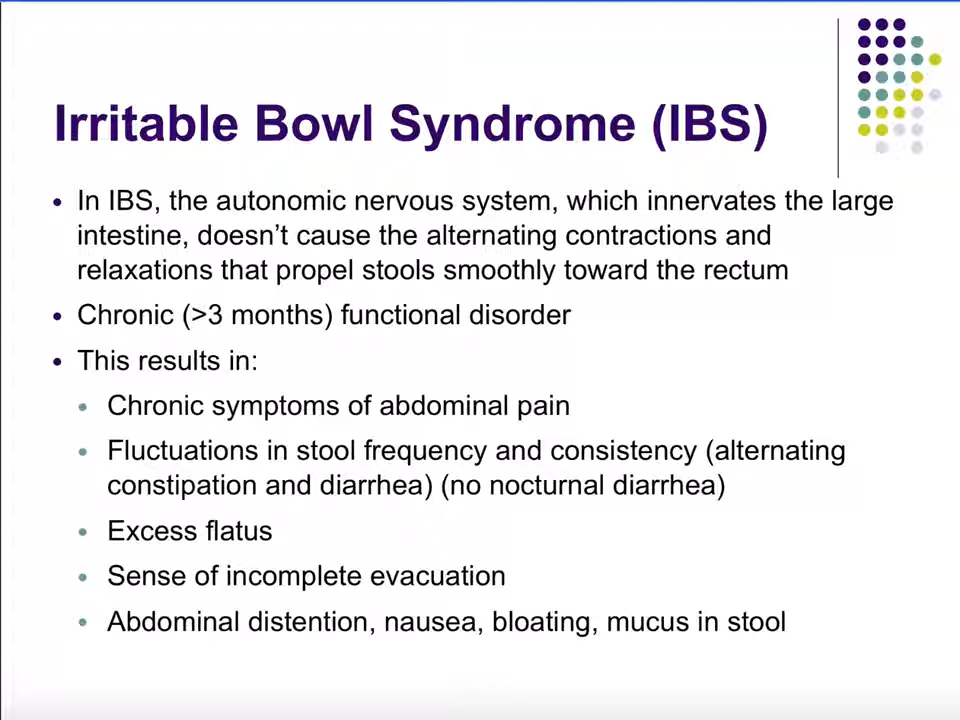 Irritable Bowl Syndrome (IBS)
• In IBS, the autonomic nervous system, which innervates the large
intestine, doesn’t cause the alternating contractions and
relaxations that propel stools smoothly toward the rectum
• Chronic (>3 months) functional disorder
• This results in:
• Chronic symptoms of abdominal pain
• Fluctuations in stool frequency and consistency (alternating
constipation and diarrhea) (no nocturnal diarrhea)
• Excess flatus
• Sense of incomplete evacuation
• Abdominal distention, nausea, bloating, mucus in stool